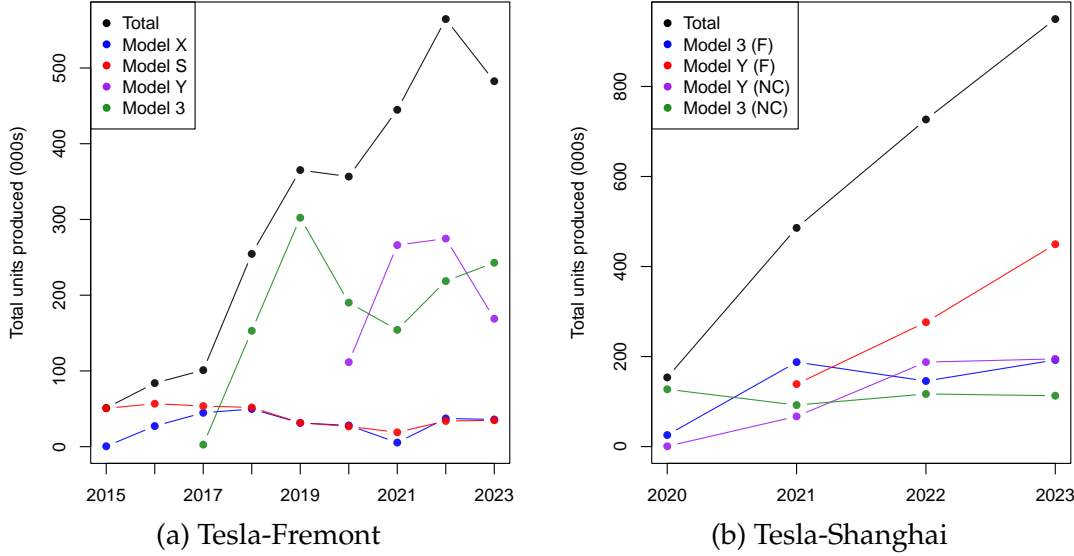 Total
Model X
Model S
Model Y
Model 3
Total units produced (000s)
0
100
200
300
400
500
2015
2017
2019
2021
2023
(a) Tesla-Fremont
Total
Model 3 (F)
Model Y (F)
Model Y (NC)
Model 3 (NC)
Total units produced (000s)
0
200
400
600
800
2020
2021
2022
2023
(b) Tesla-Shanghai